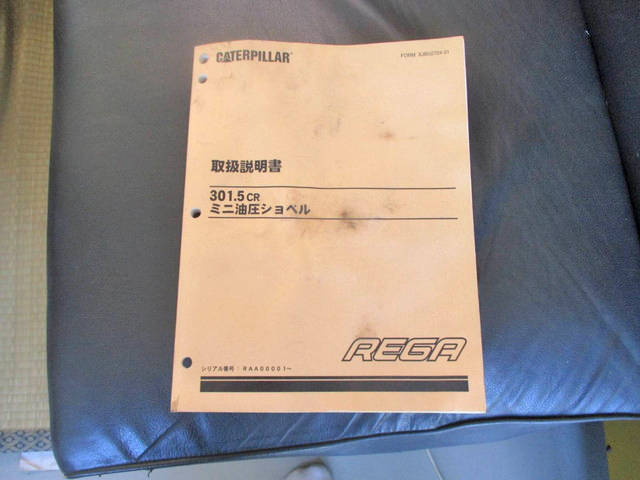 CATERPILLAR
取扱説明書
301.5CR
ミニ油圧ショベル
REGA
シリアル番号：RAA00001～